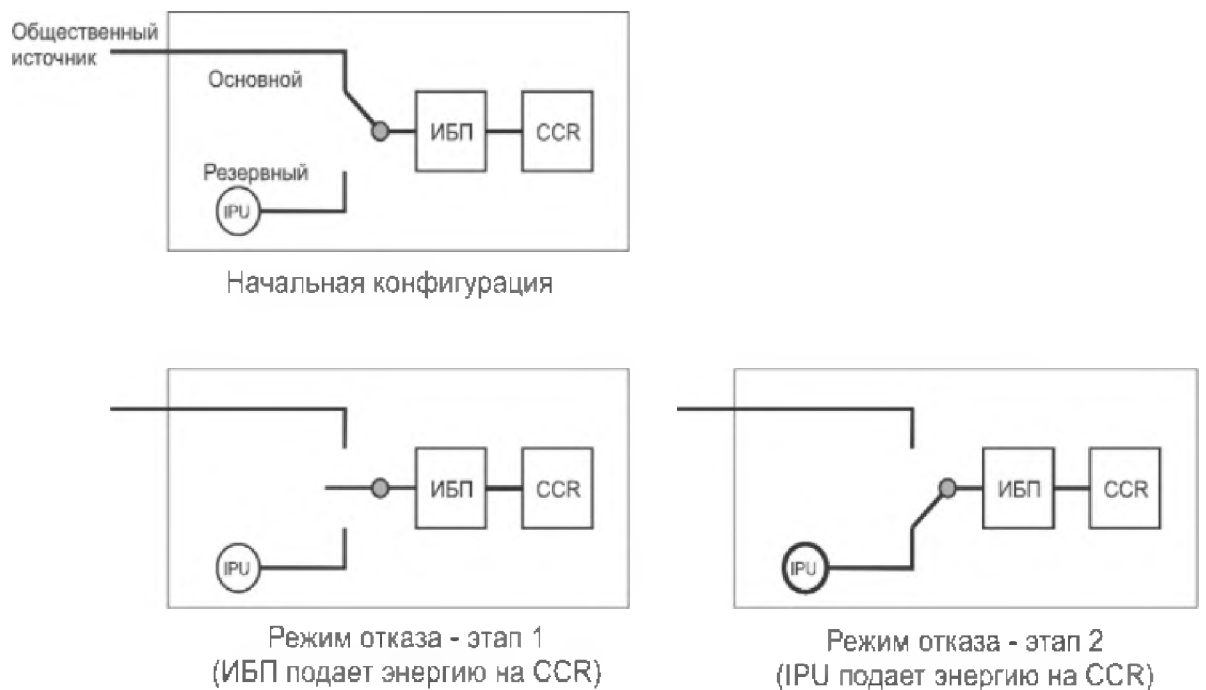 Общественный
источник
Основной
ИБП
CCR
Резервный
IPU
Начальная конфигурация
ИБП
CCR
IPU
Режим отказа - этап 1
(ИБП подает энергию на CCR)
ИБП
CCR
IPU
Режим отказа - этап 2
(IPU подает энергию на CCR)